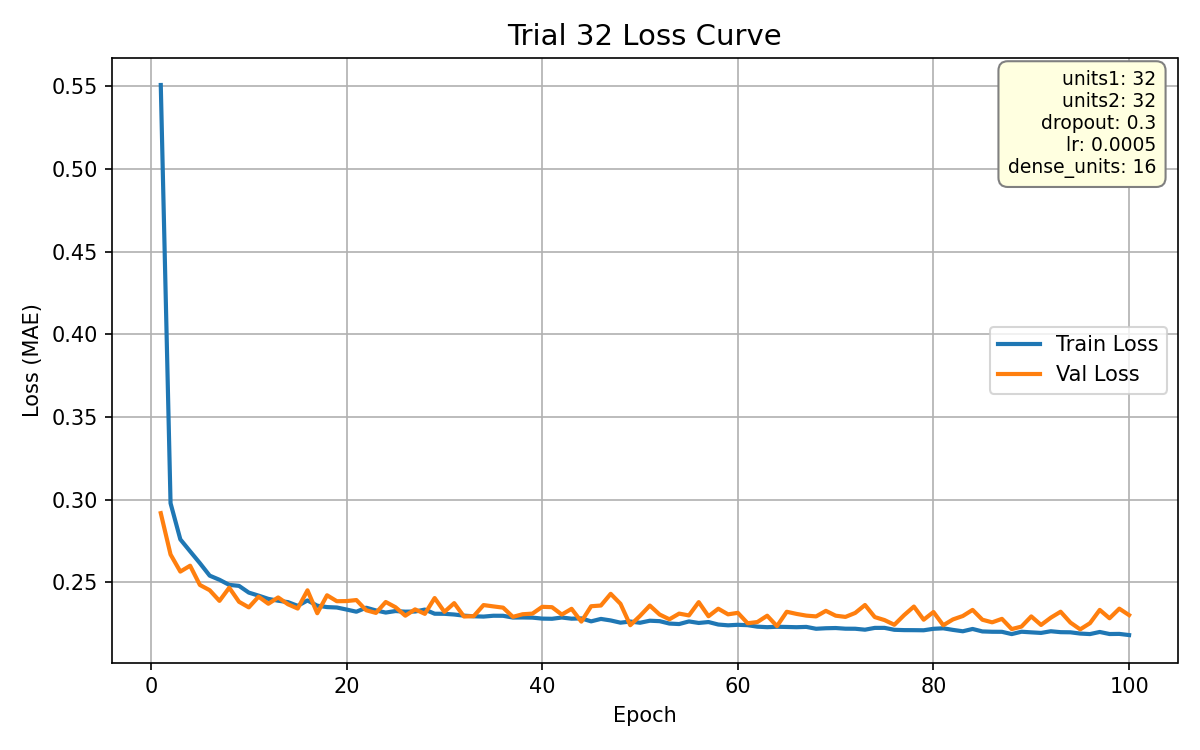 Trial 32 Loss Curve
units1: 32
units2: 32
dropout: 0.3
lr: 0.0005
dense_units: 16
Train Loss
Val Loss
Loss (MAE)
0.55
0.50
0.45
0.40
0.35
0.30
0.25
0 20 40 60 80 100
Epoch